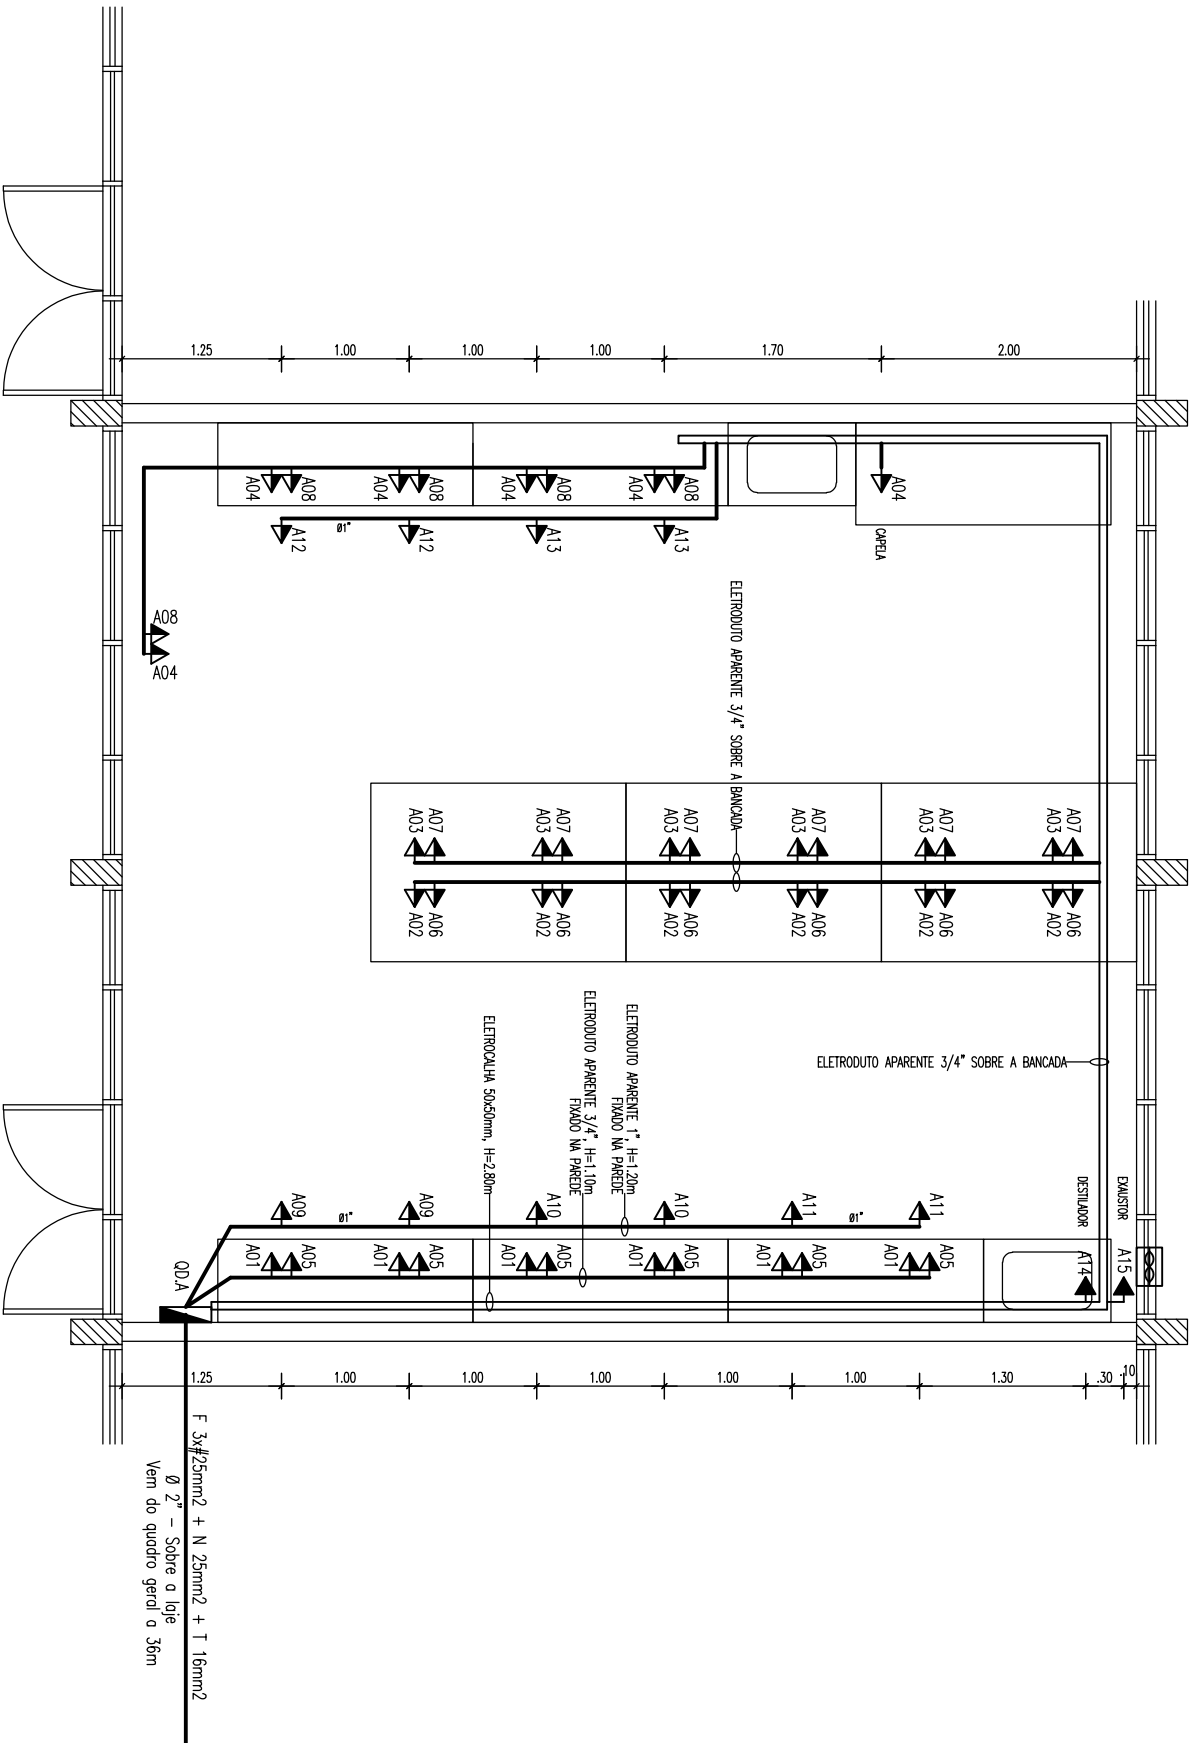 1.25
1.00
1.00
1.00
1.70
2.00
A08
A04
A08
A04
A08
A04
A08
A04
A04
CAPELA
A12
Ø1"
A12
A13
A13
A08
A04
ELETRODUTO APARENTE 3/4" SOBRE A BANCADA
A07
A03
A07
A03
A07
A03
A07
A03
A07
A03
A07
A03
A06
A02
A06
A02
A06
A02
A06
A02
A06
A02
A06
A02
ELETRODUTO APARENTE 3/4" SOBRE A BANCADA
ELETRODUTO APARENTE 1", H=1.20m
FIXADO NA PAREDE
ELETRODUTO APARENTE 3/4", H=1.10m
FIXADO NA PAREDE
ELETROCALHA 50x50mm, H=2.80m
EXAUSTOR
DESTILADOR
A09
Ø1"
A09
A10
A10
A11
Ø1"
A11
A05
A01
A05
A01
A05
A01
A05
A01
A05
A01
A05
A01
A14
A15
QD.A
1.25
1.00
1.00
1.00
1.00
1.00
1.30
.30
.10
F 3x#25mm2 + N 25mm2 + T 16mm2
Ø 2" - Sobre a laje
Vem do quadro geral a 36m